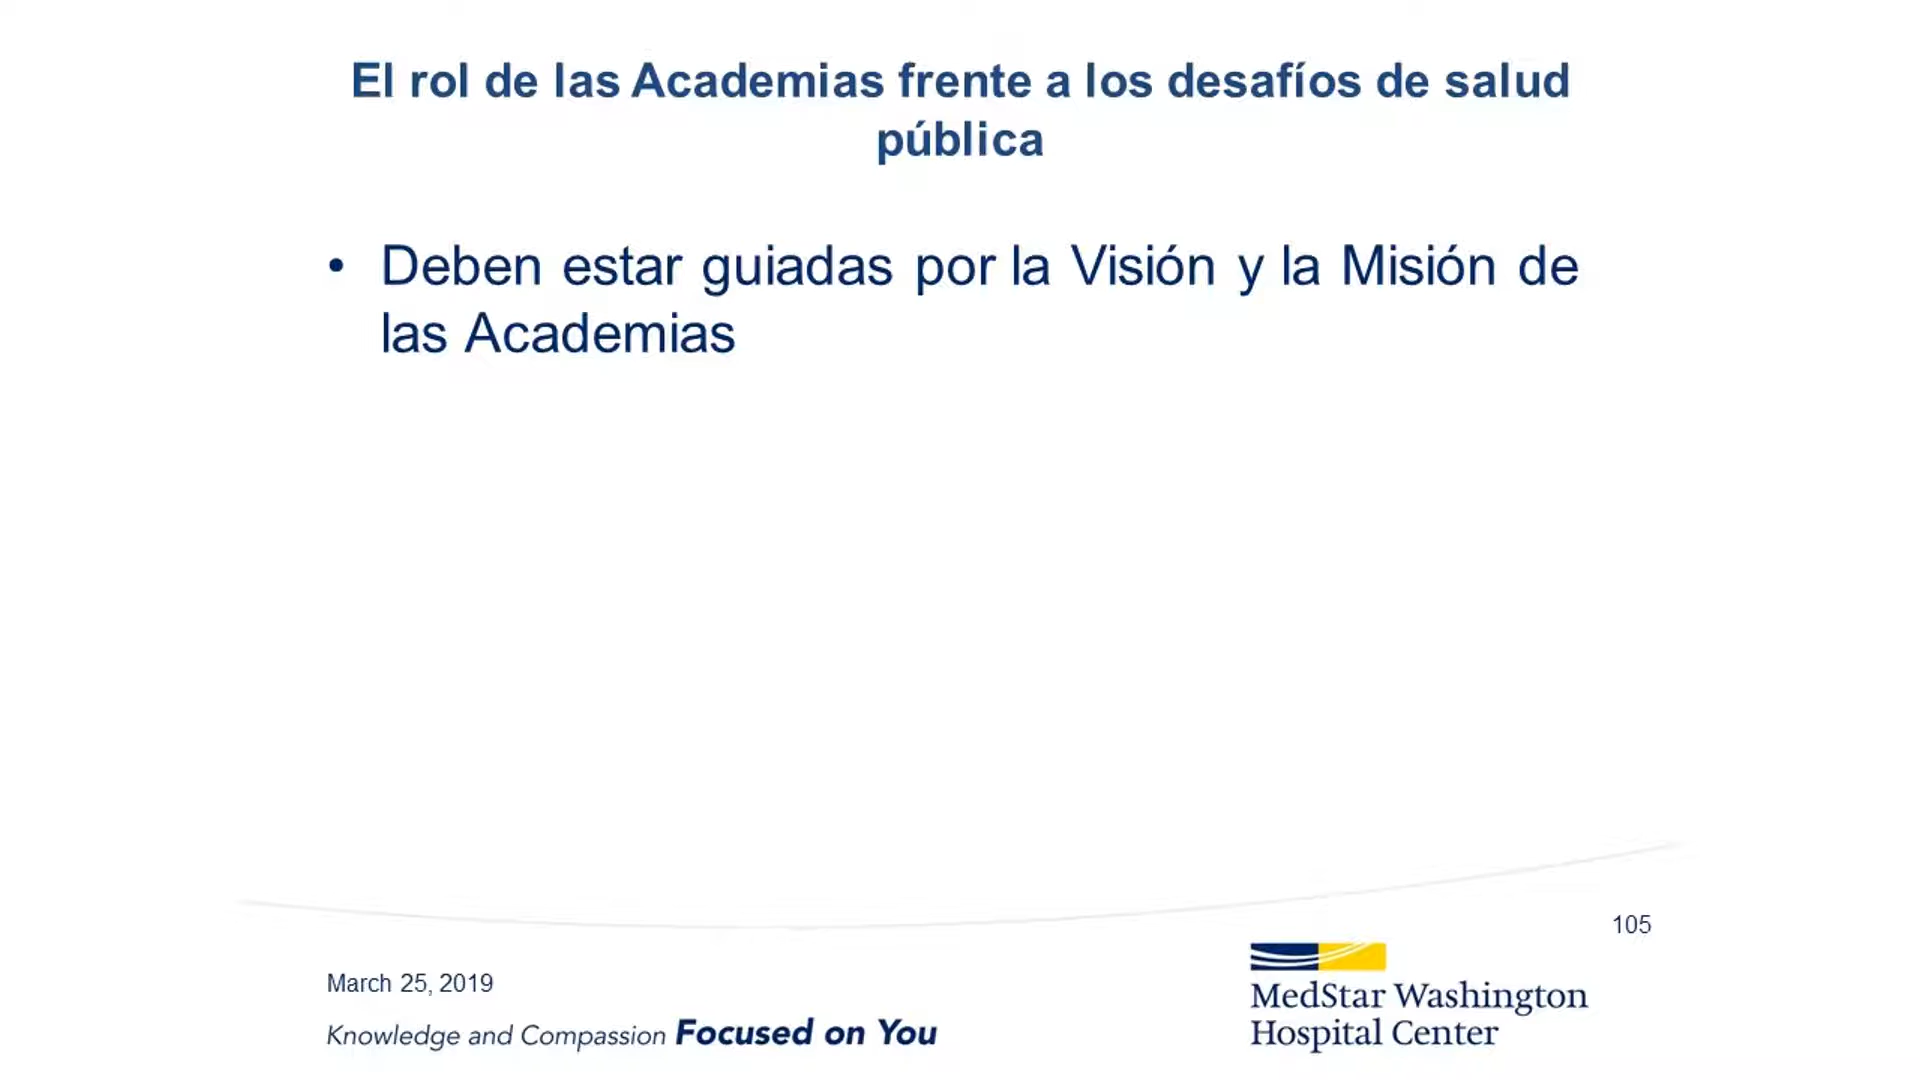 El rol de las Academias frente a los desafíos de salud
pública
• Deben estar guiadas por la Visión y la Misión de
las Academias
105
March 25, 2019
Knowledge and Compassion Focused on You
MedStar Washington
Hospital Center